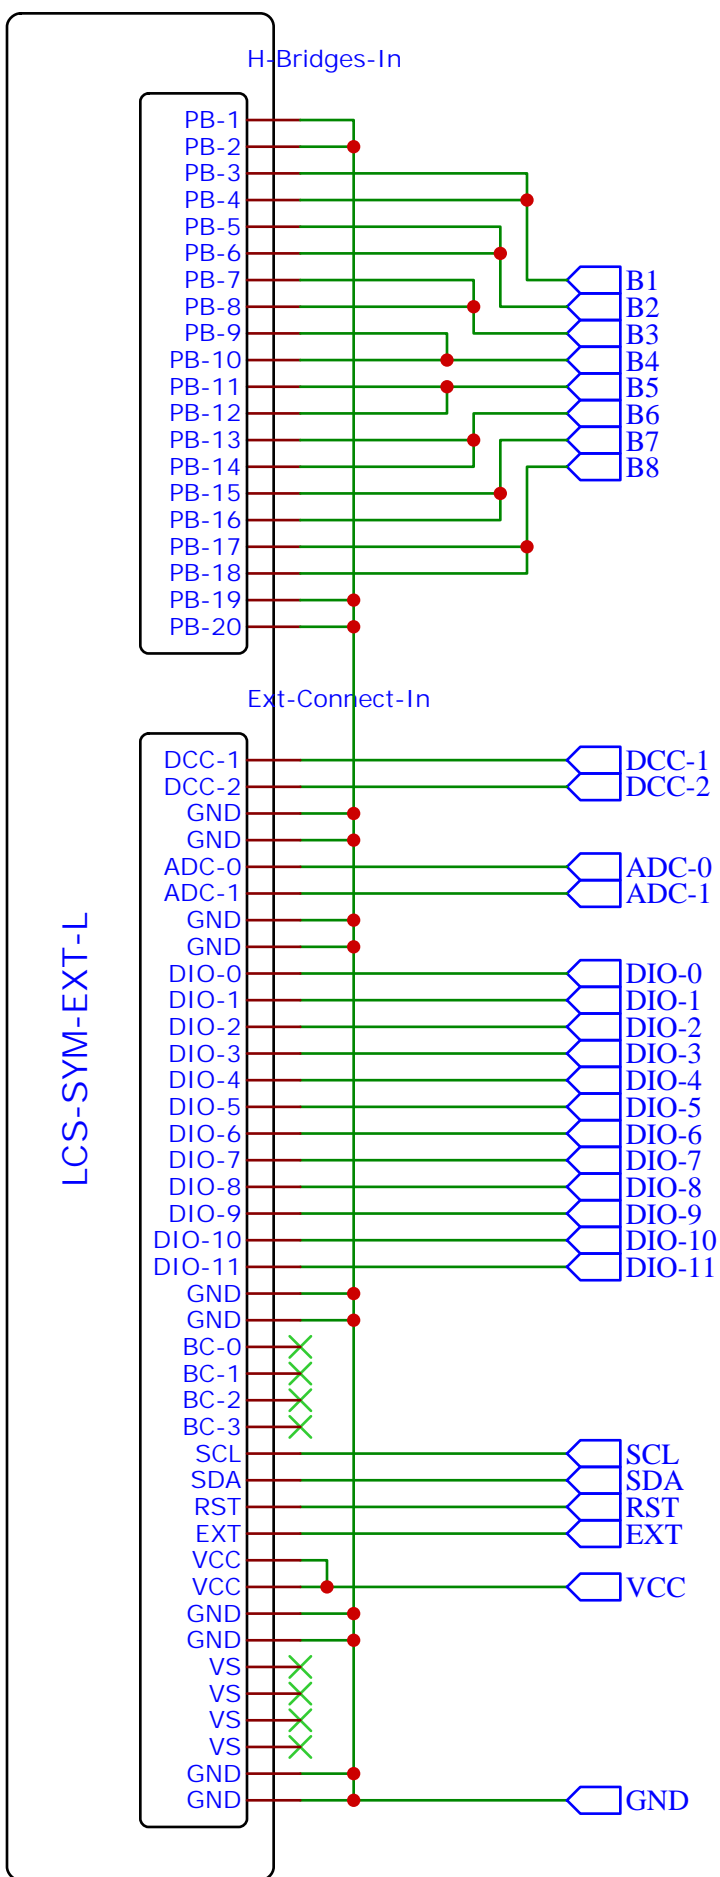 H-Bridges-In
PB-1
PB-2
PB-3
PB-4
PB-5
PB-6
PB-7
PB-8
PB-9
PB-10
PB-11
PB-12
PB-13
PB-14
PB-15
PB-16
PB-17
PB-18
PB-19
PB-20
B1
B2
B3
B4
B5
B6
B7
B8
Ext-Connect-In
DCC-1
DCC-2
GND
GND
ADC-0
ADC-1
GND
GND
DIO-0
DIO-1
DIO-2
DIO-3
DIO-4
DIO-5
DIO-6
DIO-7
DIO-8
DIO-9
DIO-10
DIO-11
GND
GND
BC-0
BC-1
BC-2
BC-3
SCL
SDA
RST
EXT
VCC
VCC
GND
GND
VS
VS
VS
VS
GND
GND
DCC-1
DCC-2
ADC-0
ADC-1
DIO-0
DIO-1
DIO-2
DIO-3
DIO-4
DIO-5
DIO-6
DIO-7
DIO-8
DIO-9
DIO-10
DIO-11
SCL
SDA
RST
EXT
VCC
GND
LCS-SYM-EXT-L